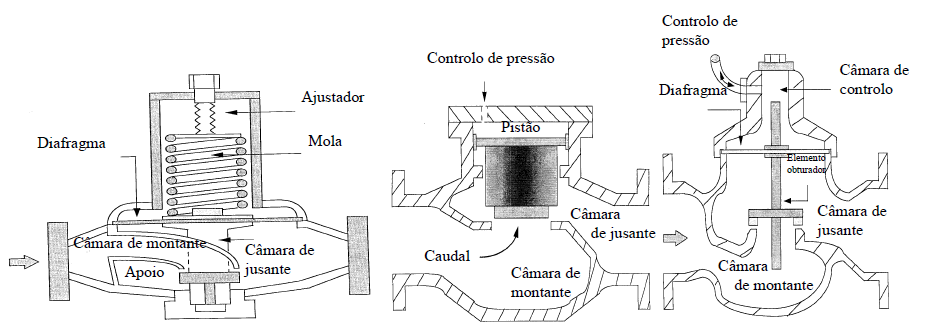 Ajustador
Diafragma
Mola
Câmara de montante
Câmara de
jusante
Apoio
Controlo de pressão
Pistão
Câmara
de jusante
Caudal
Câmara de
montante
Controlo de
pressão
Câmara de
controlo
Diafragma
Elemento
obturador
Câmara de
jusante
Câmara
de montante